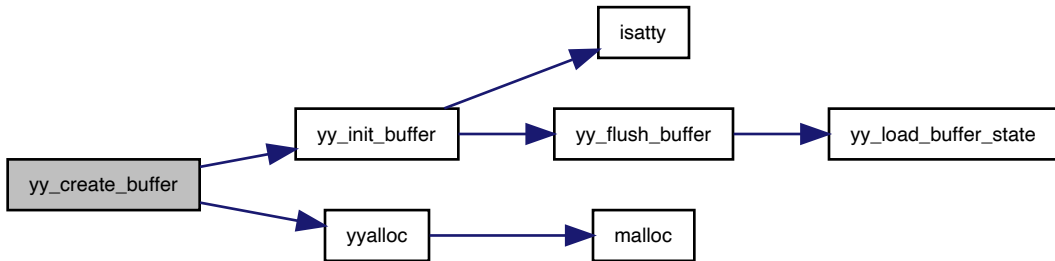 isatty
yy_init_buffer
yy_flush_buffer
yy_load_buffer_state
yy_create_buffer
yyalloc
malloc